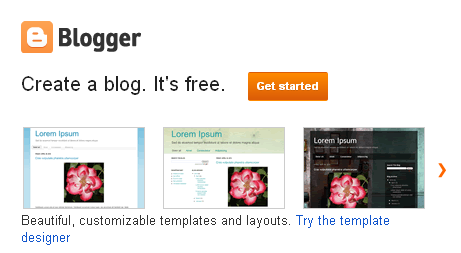 Blogger
Create a blog. It's free.
Get started
Lorem Ipsum
Lorem Ipsum
Lorem Ipsum
Beautiful, customizable templates and layouts. Try the template
designer